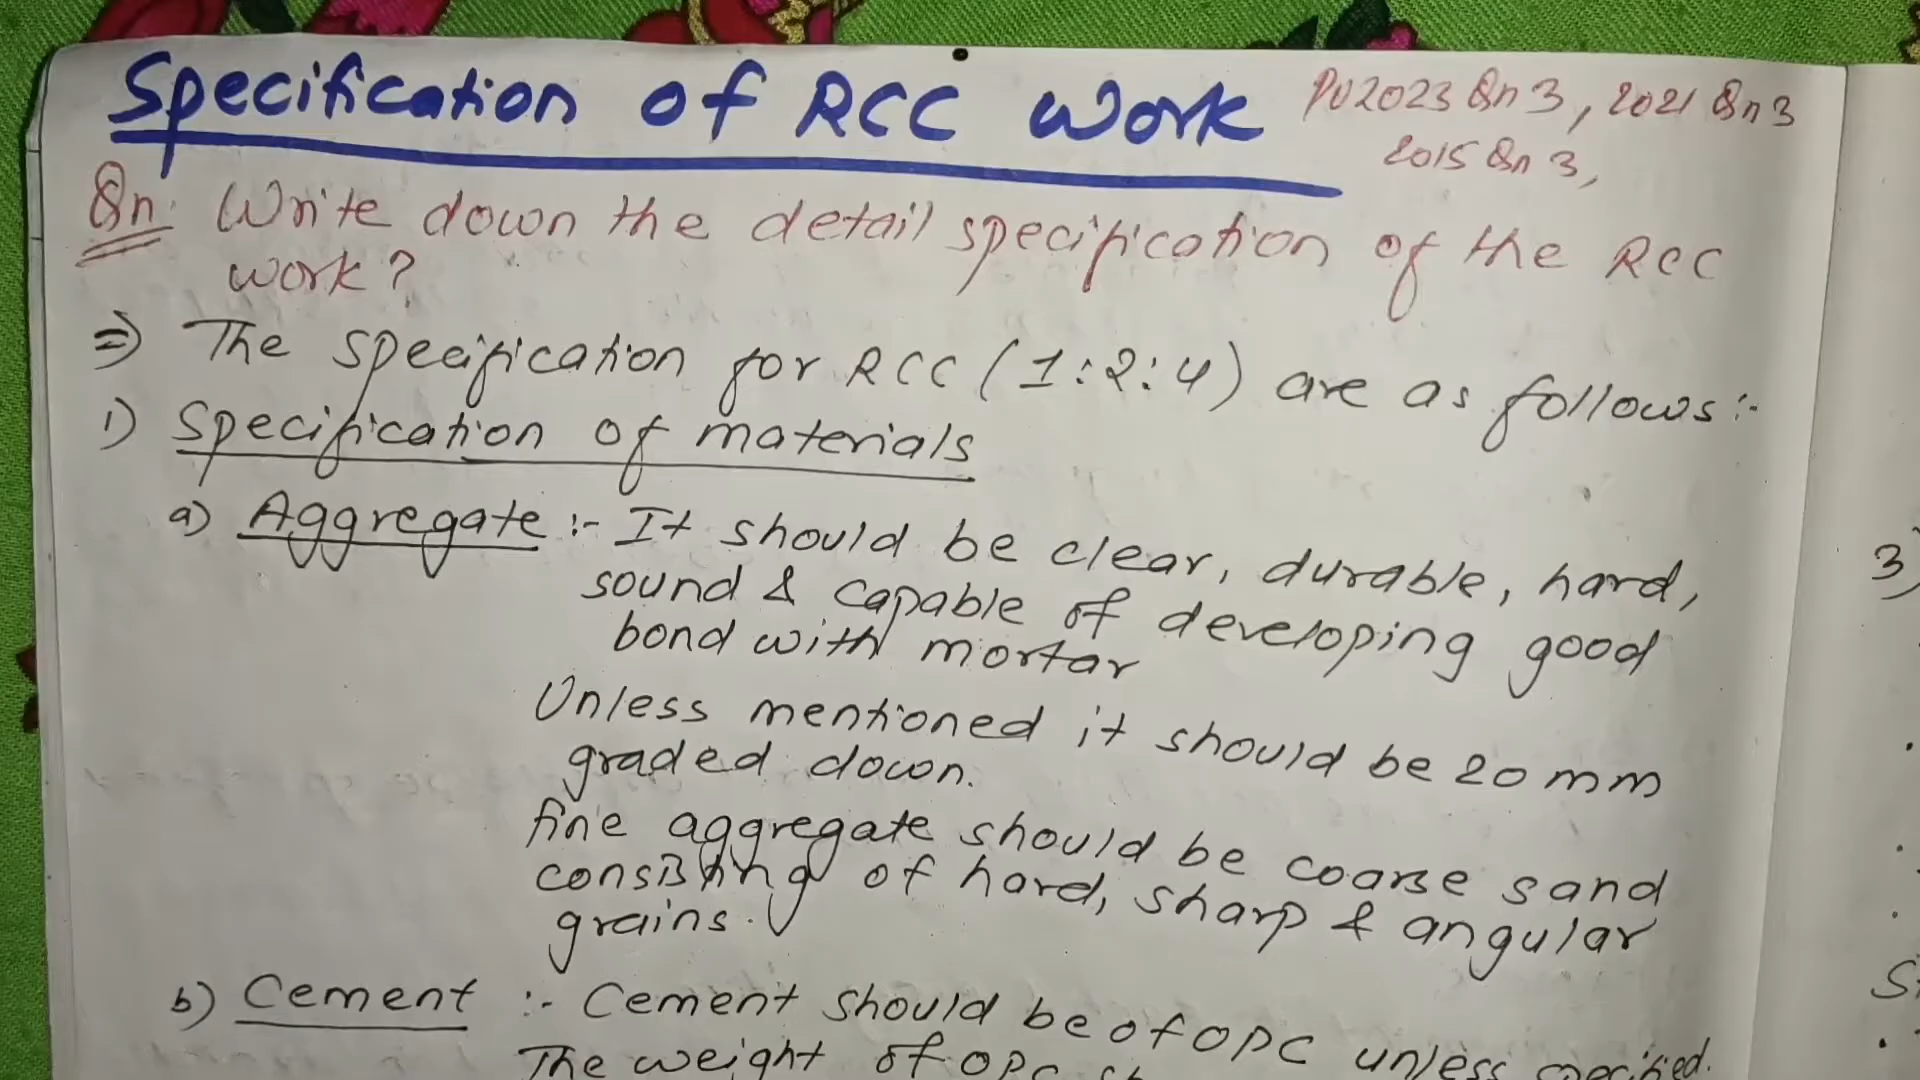 Specification of RCC Work
PU2023 Qn 3, 2021 Qn 3
2015 Qn 3,
Qn. Write down the detail specification of the RCC
work?
⇒ The specification for RCC (1:2:4) are as follows:-
1) Specification of materials
a) Aggregate :- It should be clear, durable, hard,
sound & capable of developing good
bond with mortar
Unless mentioned it should be 20 mm
graded down.
fine aggregate should be coarse sand
consisting of hard, sharp & angular
grains.
b) Cement :- Cement should be of OPC unless specified.
The weight of OPC
3)